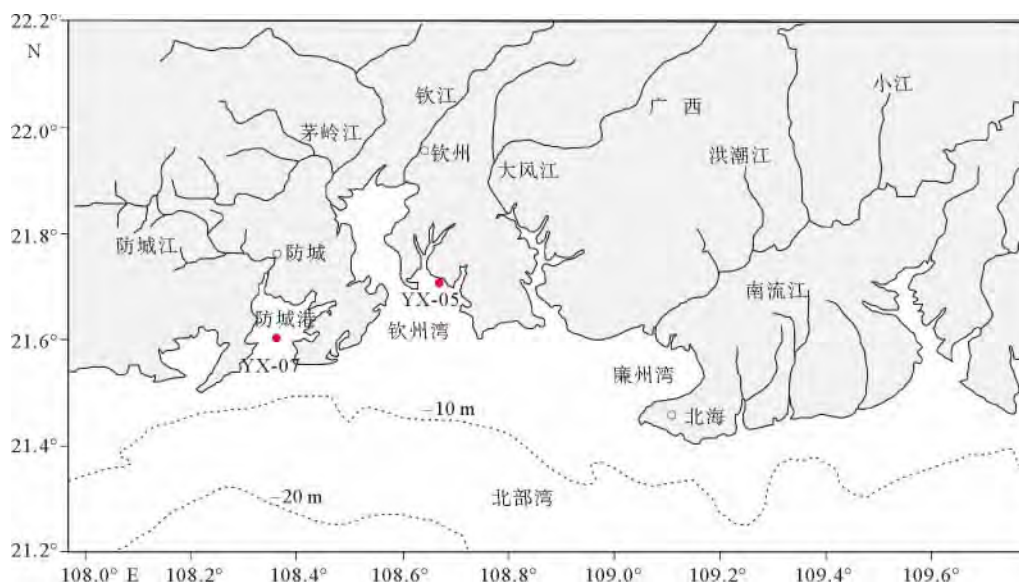 22.2°
N
22.0°
21.8°
21.6°
21.4°
21.2°
108.0° E
108.2°
108.4°
108.6°
108.8°
109.0°
109.2°
109.4°
109.6°
钦江
广 西
小江
茅岭江
钦州
大风江
洪潮江
防城江
防城
YX-05
南流江
防城港
钦州湾
YX-07
廉州湾
北海
-10 m
-20 m
北部湾